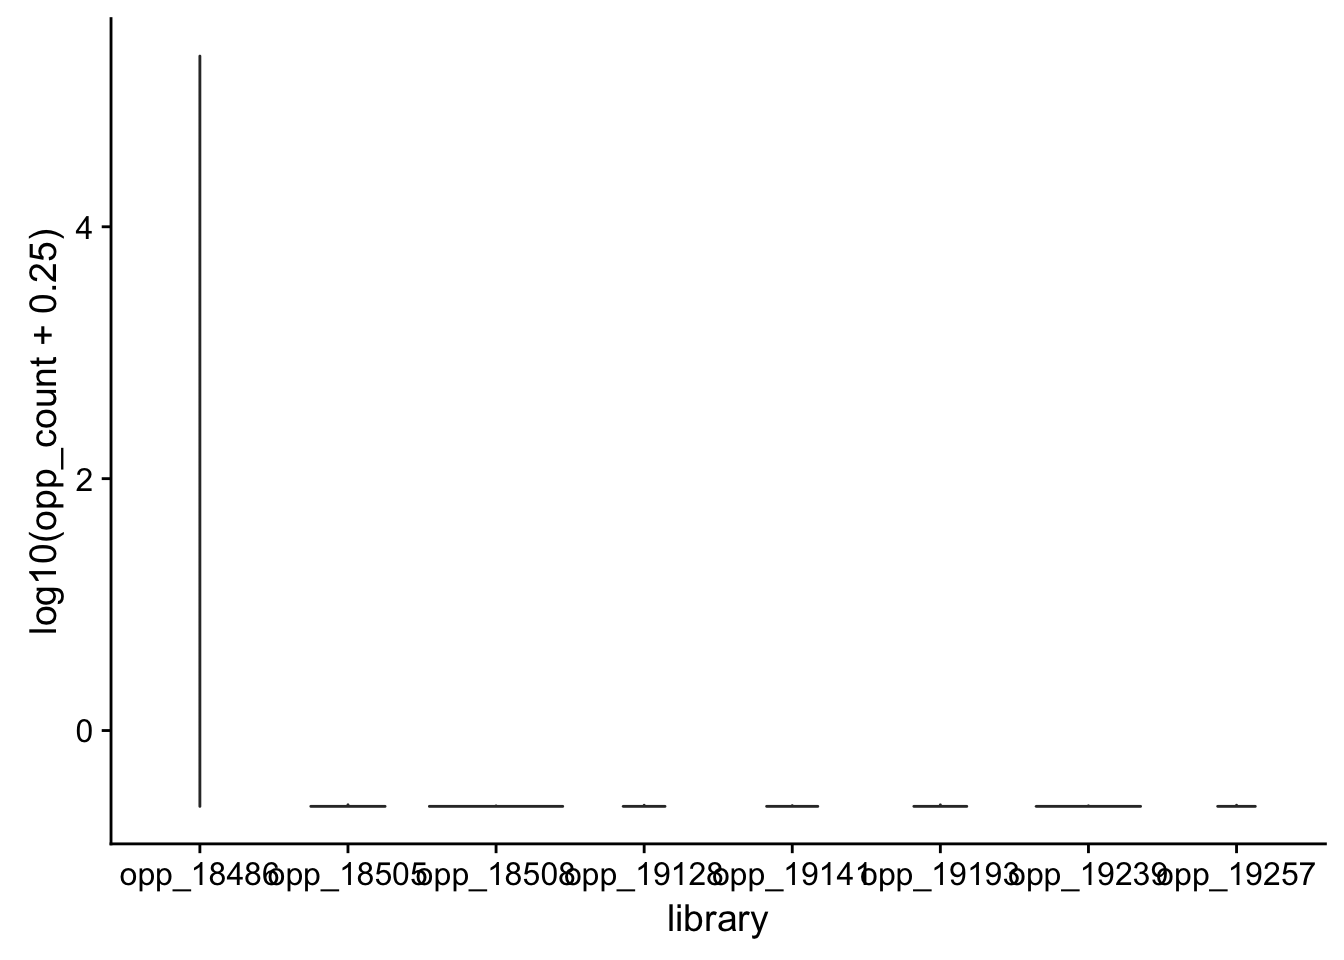 log10(opp_count + 0.25)
4
2
0
opp_18486 opp_18505 opp_18508 opp_19128 opp_19141 opp_19193 opp_19239 opp_19257
library